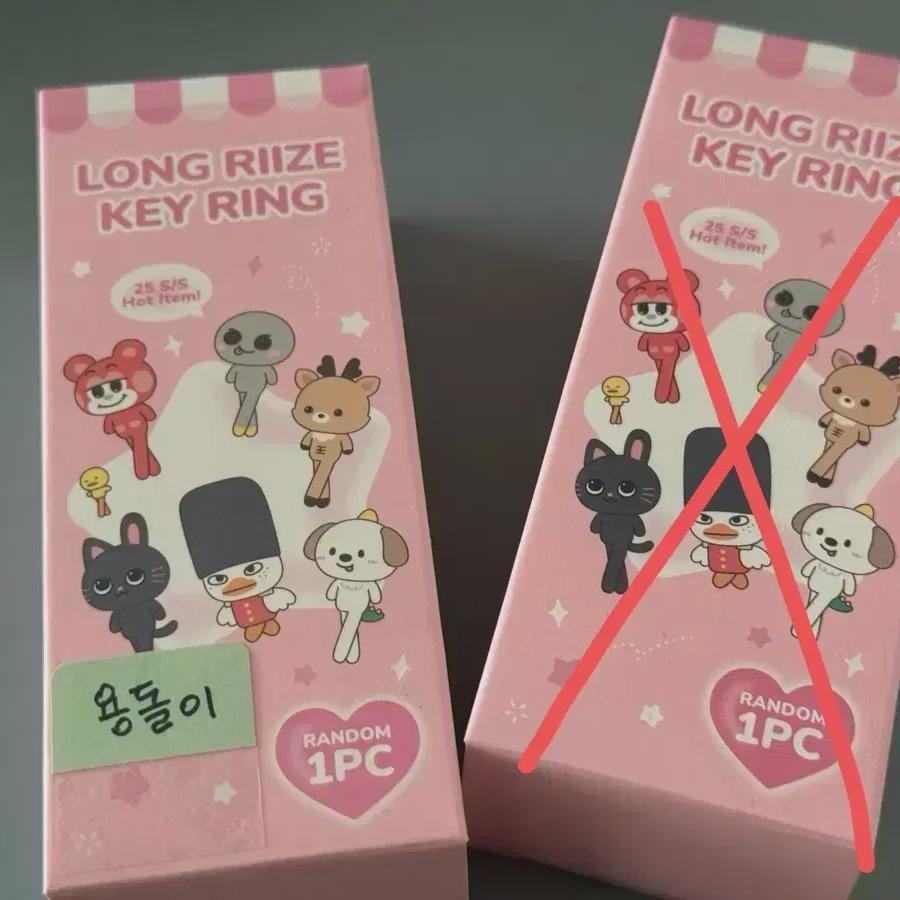 LONG RIIZE
KEY RING
25 S/S
Hot Item!
용돌이
RANDOM
1PC
LONG RIIZ
KEY RING
25 S/S
Hot Item!
RANDOM
1PC